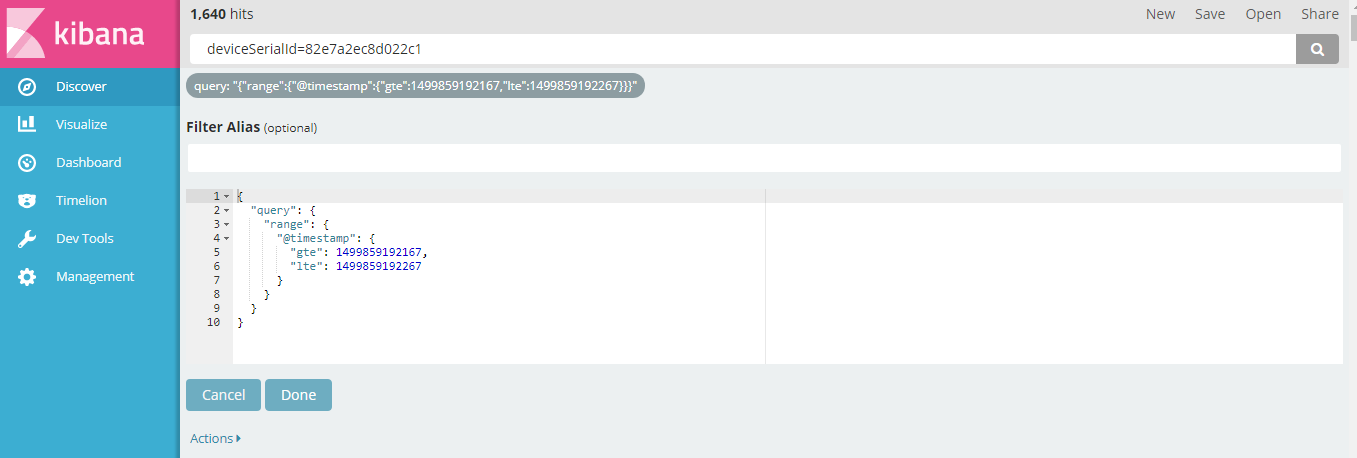 kibana
Discover
Visualize
Dashboard
Timelion
Dev Tools
Management
1,640 hits
New Save Open Share
deviceSerialId=82e7a2ec8d022c1
query: "{"range":{"@timestamp":{"gte":1499859192167,"lte":1499859192267}}}"
Filter Alias (optional)
1 {
2 "query": {
3 "range": {
4 "@timestamp": {
5 "gte": 1499859192167,
6 "lte": 1499859192267
7 }
8 }
9 }
10 }
Cancel Done
Actions